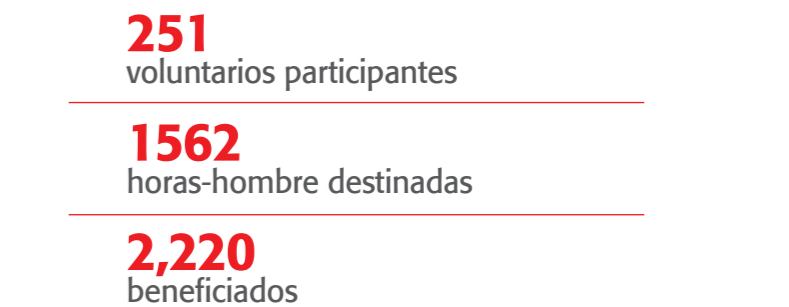 251
voluntarios participantes
1562
horas-hombre destinadas
2,220
beneficiados